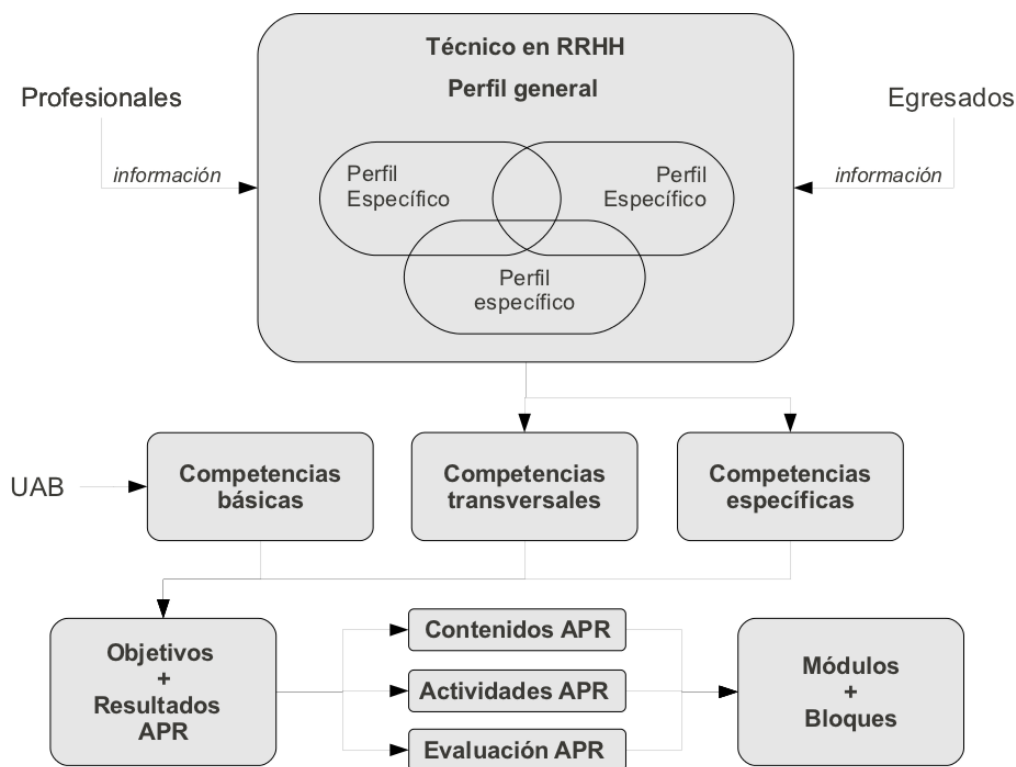 Técnico en RRHH
Perfil general
Profesionales
Egresados
información
información
Perfil
Específico
Perfil
Específico
Perfil
específico
UAB
Competencias
básicas
Competencias
transversales
Competencias
específicas
Objetivos
+
Resultados
APR
Contenidos APR
Actividades APR
Evaluación APR
Módulos
+
Bloques